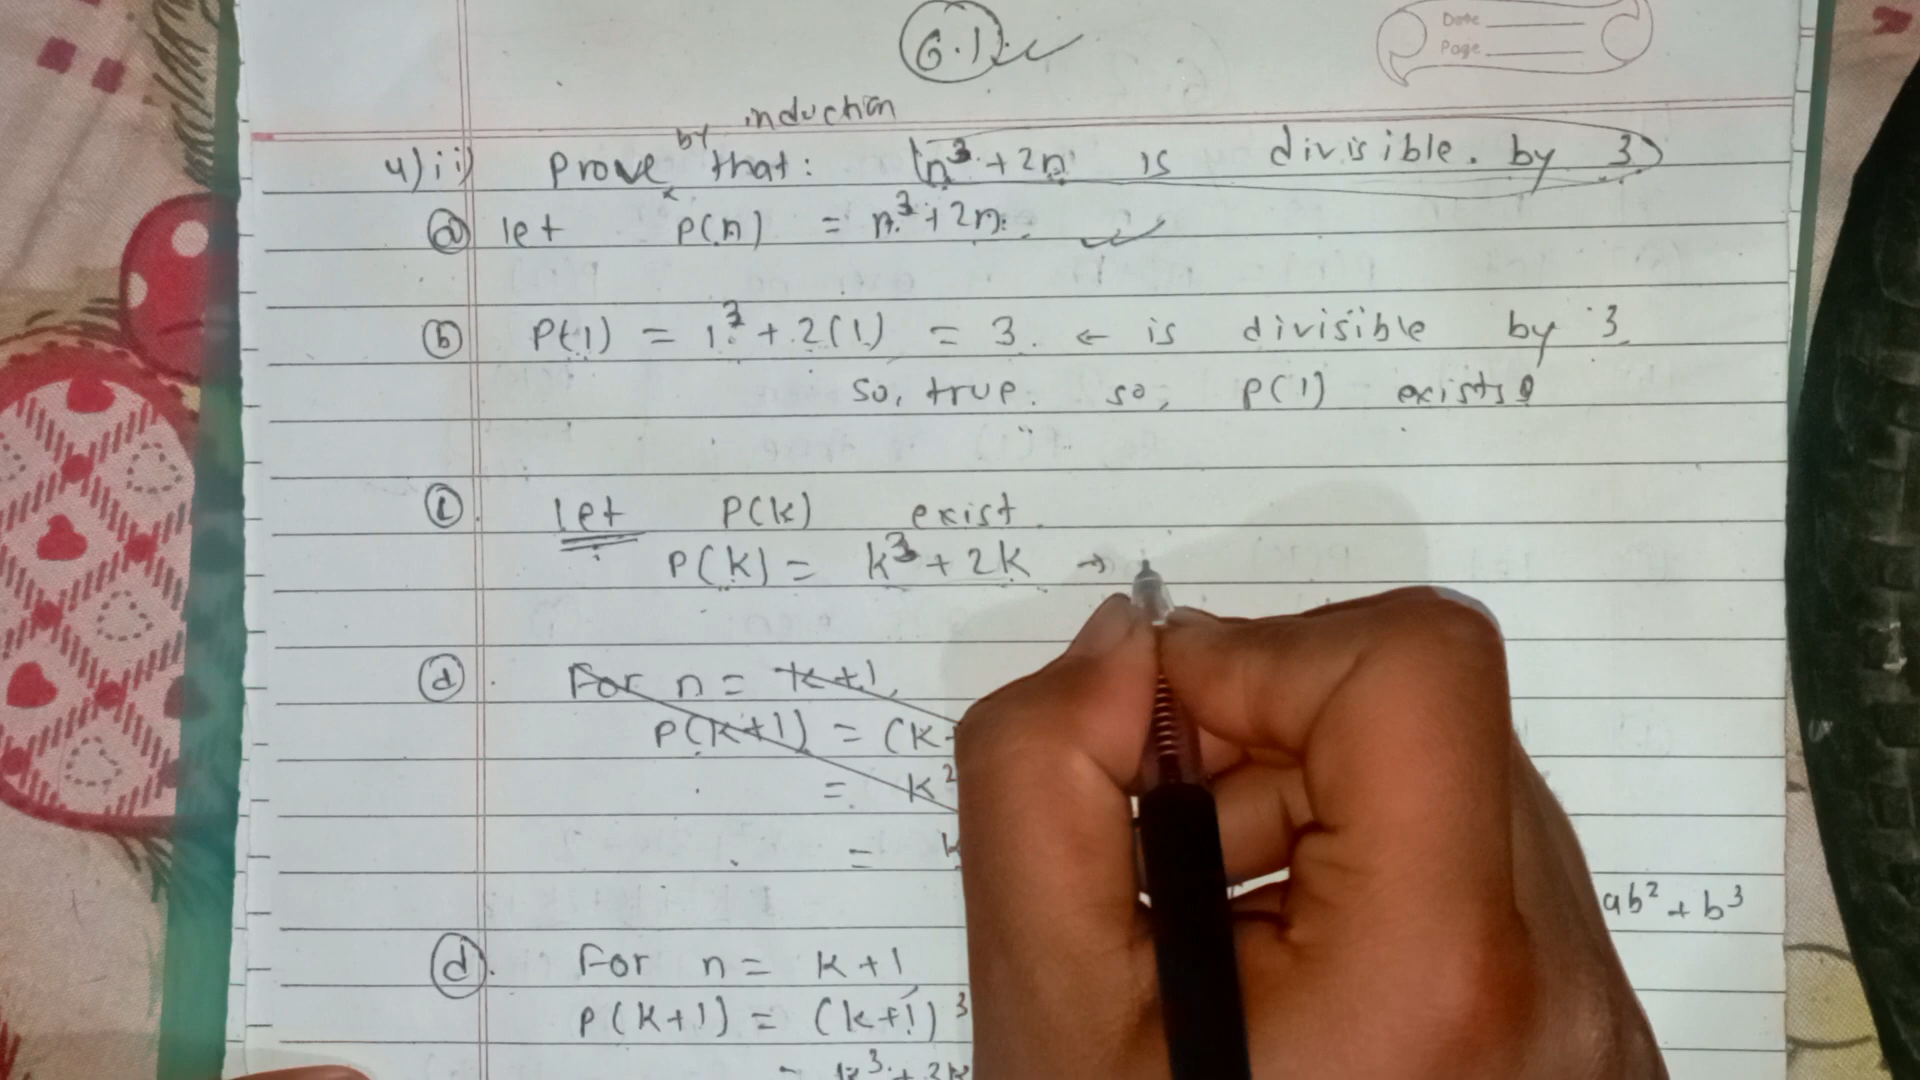 6.1
Date
Page
by induction
4)ii) Prove that: (n³+2n is divisible. by 3)
ⓐ let P(n) = n³+2n.
ⓑ P(1) = 1³+2(1) = 3. ← is divisible by 3
so, true. so, P(1) exists
ⓒ. Let P(k) exist.
P(k) = k³+2k →
ⓓ. For n = k+1,
P(k+1) = (k+
= k²
= k
ab²+b³
ⓓ. For n = k+1,
P(k+1) = (k+1)³
= k³+3k